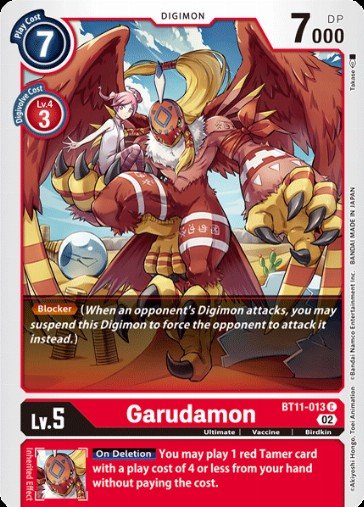 DIGIMON
Play Cost
7
7000
DP
Digivolve Cost
Lv.4
3
Takase
Blocker (When an opponent's Digimon attacks, you may
suspend this Digimon to force the opponent to attack it
instead.)
BT11-013 C
Lv.5
Garudamon
02
Ultimate | Vaccine | Birdkin
Inherited Effect
On Deletion You may play 1 red Tamer card
with a play cost of 4 or less from your hand
without paying the cost.
©Akiyoshi Hongo, Toei Animation ©Bandai Namco Entertainment Inc. BANDAI MADE IN JAPAN